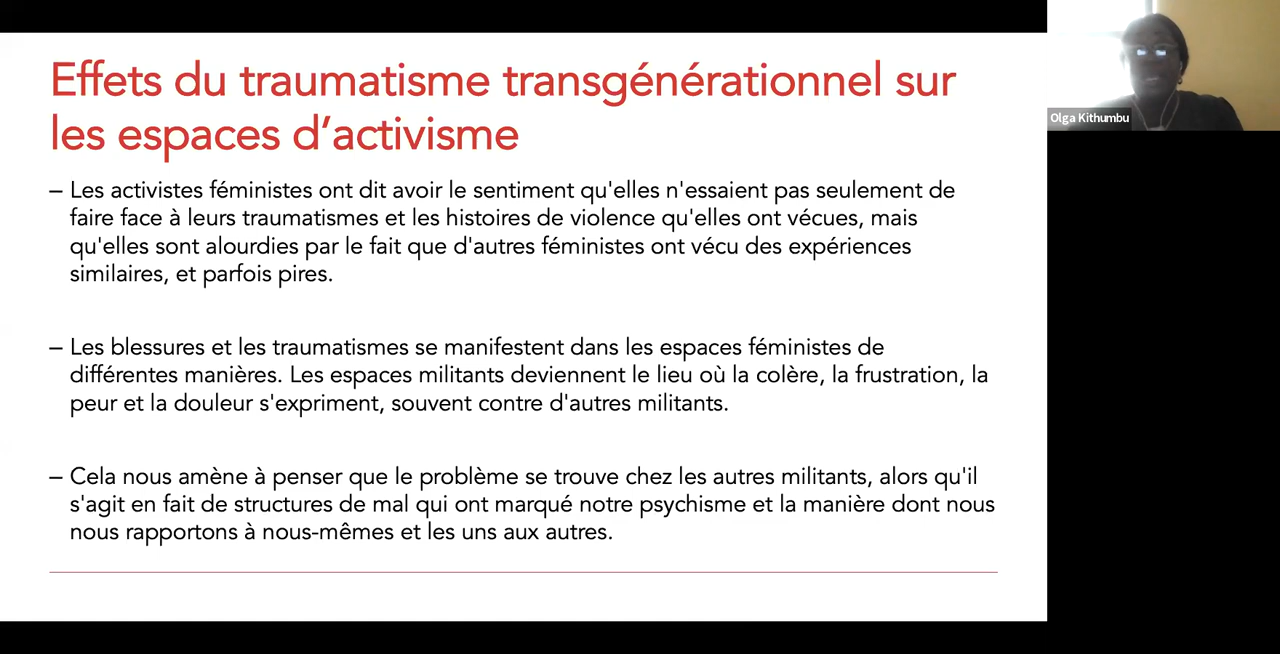 Effets du traumatisme transgénérationnel sur
les espaces d’activisme
– Les activistes féministes ont dit avoir le sentiment qu'elles n'essaient pas seulement de
faire face à leurs traumatismes et les histoires de violence qu'elles ont vécues, mais
qu'elles sont alourdies par le fait que d'autres féministes ont vécu des expériences
similaires, et parfois pires.
– Les blessures et les traumatismes se manifestent dans les espaces féministes de
différentes manières. Les espaces militants deviennent le lieu où la colère, la frustration, la
peur et la douleur s'expriment, souvent contre d'autres militants.
– Cela nous amène à penser que le problème se trouve chez les autres militants, alors qu'il
s'agit en fait de structures de mal qui ont marqué notre psychisme et la manière dont nous
nous rapportons à nous-mêmes et les uns aux autres.
Olga Kithumbu